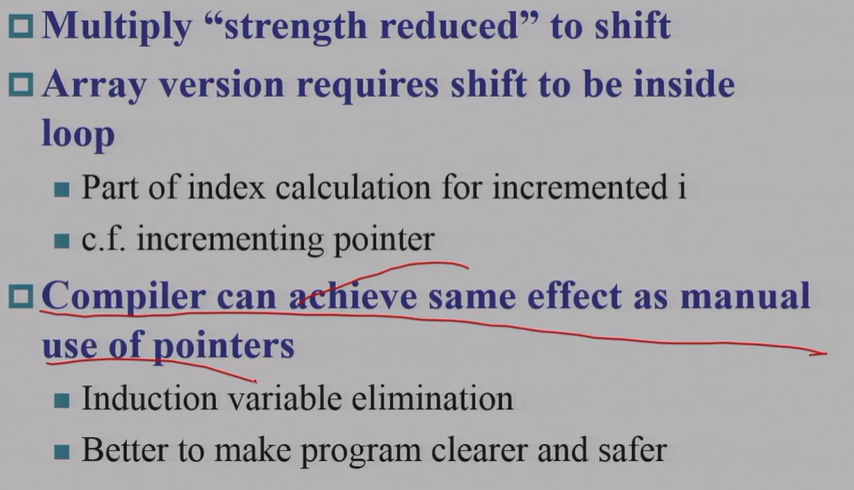 Multiply “strength reduced” to shift
Array version requires shift to be inside
loop
Part of index calculation for incremented i
c.f. incrementing pointer
Compiler can achieve same effect as manual
use of pointers
Induction variable elimination
Better to make program clearer and safer